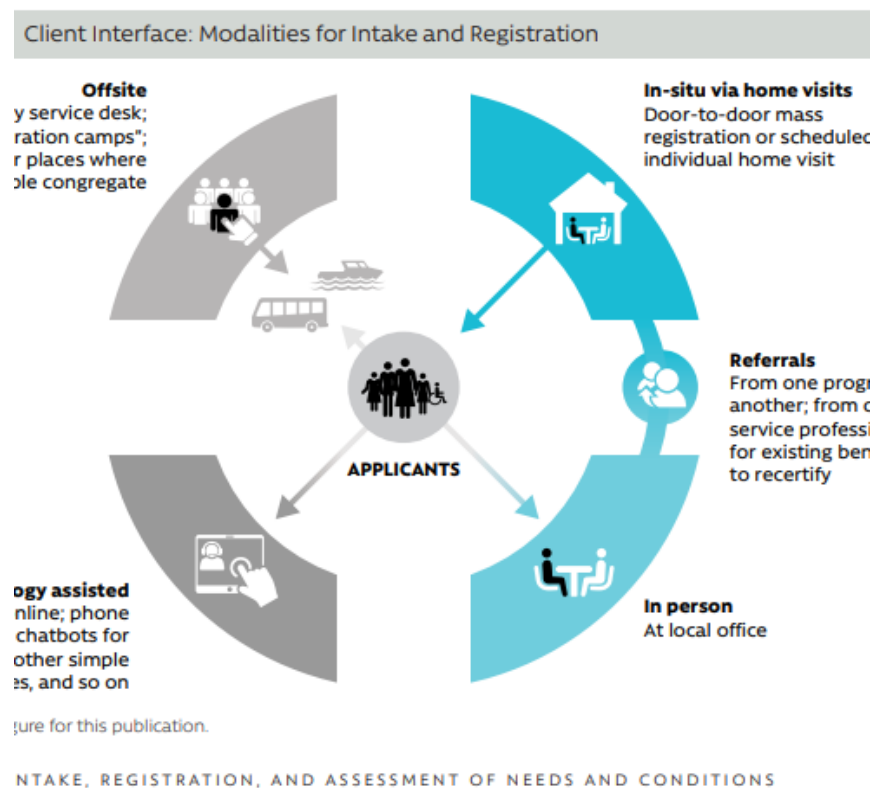 Client Interface: Modalities for Intake and Registration
Offsite
y service desk;
ration camps";
r places where
ole congregate
In-situ via home visits
Door-to-door mass
registration or scheduled
individual home visit
Referrals
From one progr
another; from o
service professi
for existing ben
to recertify
APPLICANTS
ogy assisted
nline; phone
chatbots for
other simple
es, and so on
In person
At local office
gure for this publication.
NTAKE, REGISTRATION, AND ASSESSMENT OF NEEDS AND CONDITIONS